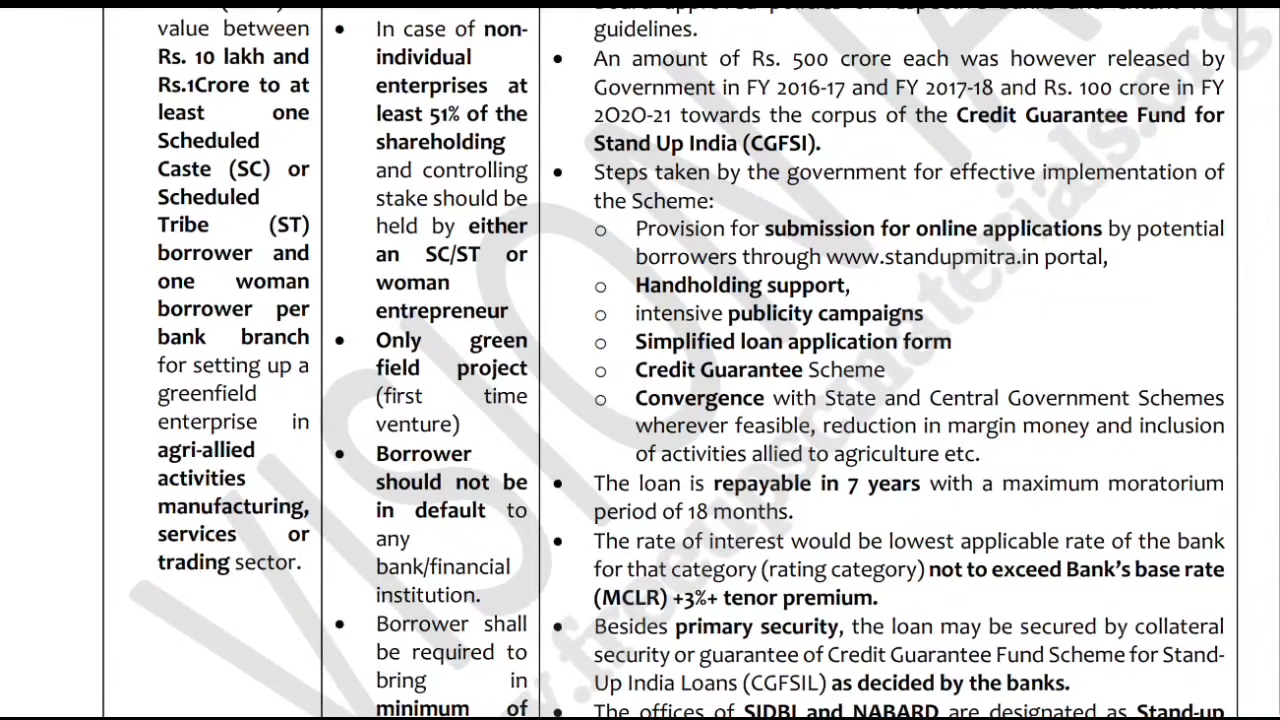 value between
Rs. 10 lakh and
Rs.1Crore to at
least one
Scheduled
Caste (SC) or
Scheduled
Tribe (ST)
borrower and
one woman
borrower per
bank branch
for setting up a
greenfield
enterprise in
agri-allied
activities
manufacturing,
services or
trading sector.
• In case of non-
individual
enterprises at
least 51% of the
shareholding
and controlling
stake should be
held by either
an SC/ST or
woman
entrepreneur
• Only green
field project
(first time
venture)
• Borrower
should not be
in default to
any
bank/financial
institution.
• Borrower shall
be required to
bring in
minimum of
guidelines.
• An amount of Rs. 500 crore each was however released by
Government in FY 2016-17 and FY 2017-18 and Rs. 100 crore in FY
2O2O-21 towards the corpus of the Credit Guarantee Fund for
Stand Up India (CGFSI).
• Steps taken by the government for effective implementation of
the Scheme:
o Provision for submission for online applications by potential
borrowers through www.standupmitra.in portal,
o Handholding support,
o intensive publicity campaigns
o Simplified loan application form
o Credit Guarantee Scheme
o Convergence with State and Central Government Schemes
wherever feasible, reduction in margin money and inclusion
of activities allied to agriculture etc.
• The loan is repayable in 7 years with a maximum moratorium
period of 18 months.
• The rate of interest would be lowest applicable rate of the bank
for that category (rating category) not to exceed Bank's base rate
(MCLR) +3%+ tenor premium.
• Besides primary security, the loan may be secured by collateral
security or guarantee of Credit Guarantee Fund Scheme for Stand-
Up India Loans (CGFSIL) as decided by the banks.
• The offices of SIDBI and NABARD are designated as Stand-up